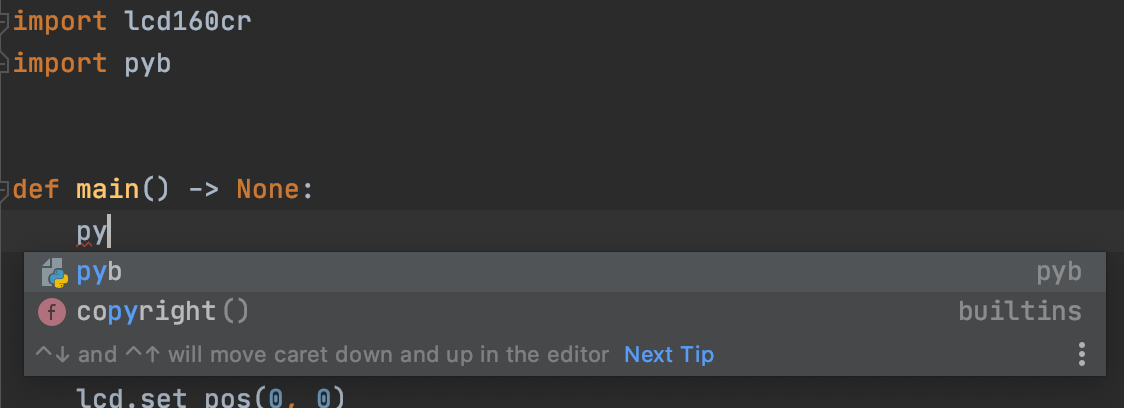 import lcd160cr
import pyb
def main() -> None:
py
pyb pyb
f copyright() builtins
^↓ and ^↑ will move caret down and up in the editor Next Tip
lcd.set_pos(0, 0)